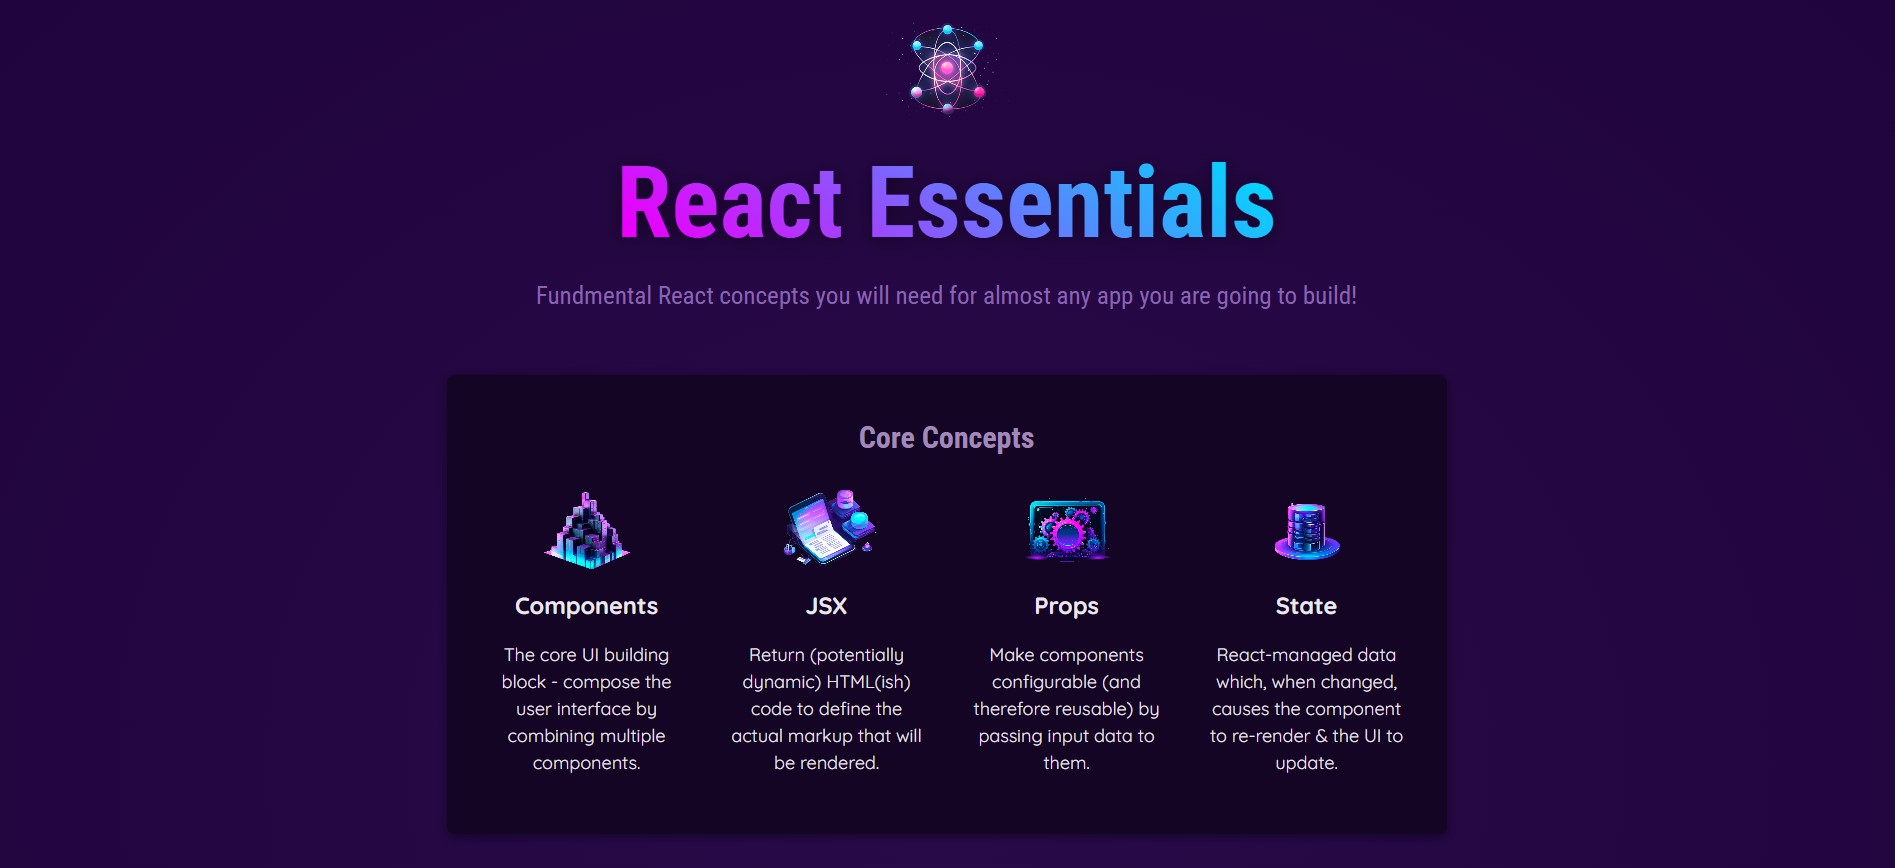 React Essentials
Fundmental React concepts you will need for almost any app you are going to build!
Core Concepts
Components
The core UI building
block - compose the
user interface by
combining multiple
components.
JSX
Return (potentially
dynamic) HTML(ish)
code to define the
actual markup that will
be rendered.
Props
Make components
configurable (and
therefore reusable) by
passing input data to
them.
State
React-managed data
which, when changed,
causes the component
to re-render & the UI to
update.